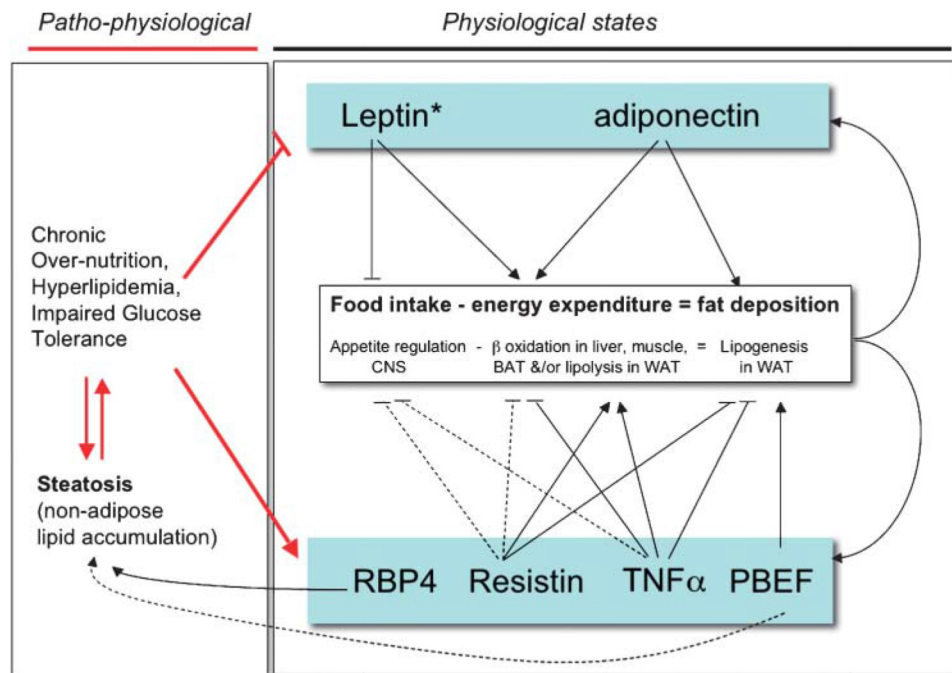 Patho-physiological
Physiological states
Leptin*
adiponectin
Chronic
Over-nutrition,
Hyperlipidemia,
Impaired Glucose
Tolerance
Food intake - energy expenditure = fat deposition
Appetite regulation - β oxidation in liver, muscle, = Lipogenesis
CNS BAT &/or lipolysis in WAT in WAT
Steatosis
(non-adipose
lipid accumulation)
RBP4 Resistin TNFα PBEF